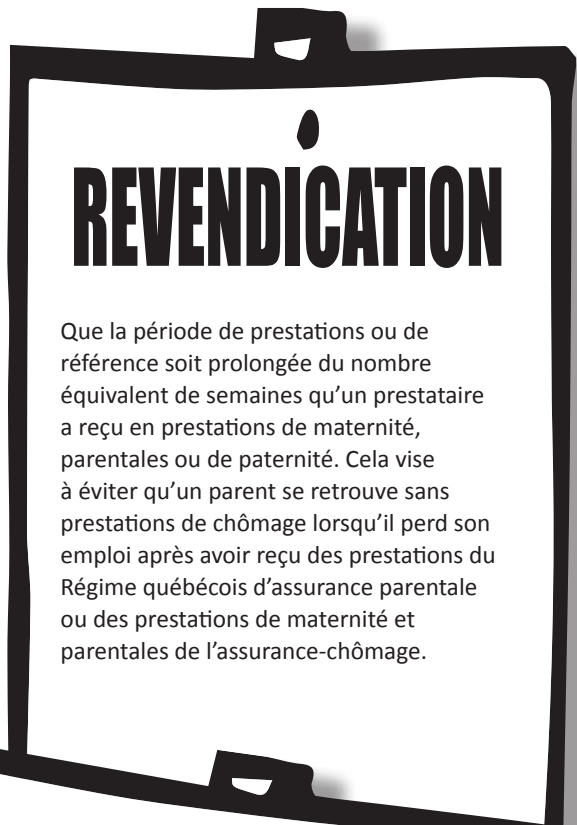 REVENDICATION
Que la période de prestations ou de
référence soit prolongée du nombre
équivalent de semaines qu’un prestataire
a reçu en prestations de maternité,
parentales ou de paternité. Cela vise
à éviter qu’un parent se retrouve sans
prestations de chômage lorsqu’il perd son
emploi après avoir reçu des prestations du
Régime québécois d’assurance parentale
ou des prestations de maternité et
parentales de l’assurance-chômage.